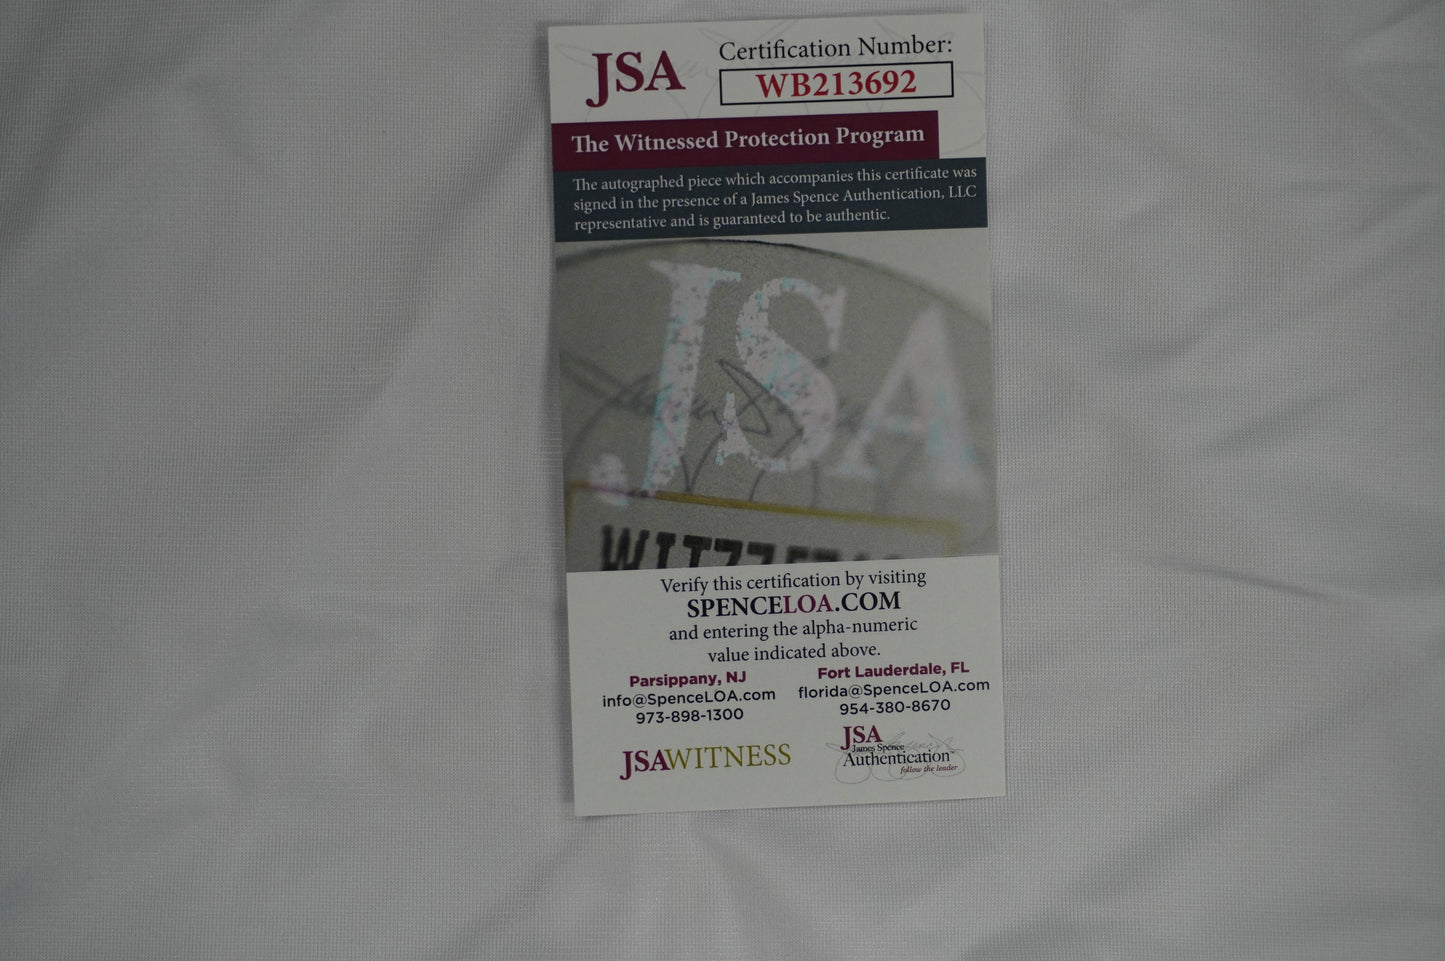 JSA
Certification Number:
WB213692
The Witnessed Protection Program
The autographed piece which accompanies this certificate was
signed in the presence of a James Spence Authentication, LLC
representative and is guaranteed to be authentic.
JSA
Verify this certification by visiting
SPENCELOA.COM
and entering the alpha-numeric
value indicated above.
Parsippany, NJ
info@SpenceLOA.com
973-898-1300
Fort Lauderdale, FL
florida@SpenceLOA.com
954-380-8670
JSAWITNESS
JSA
James Spence
Authentication™
follow the leader